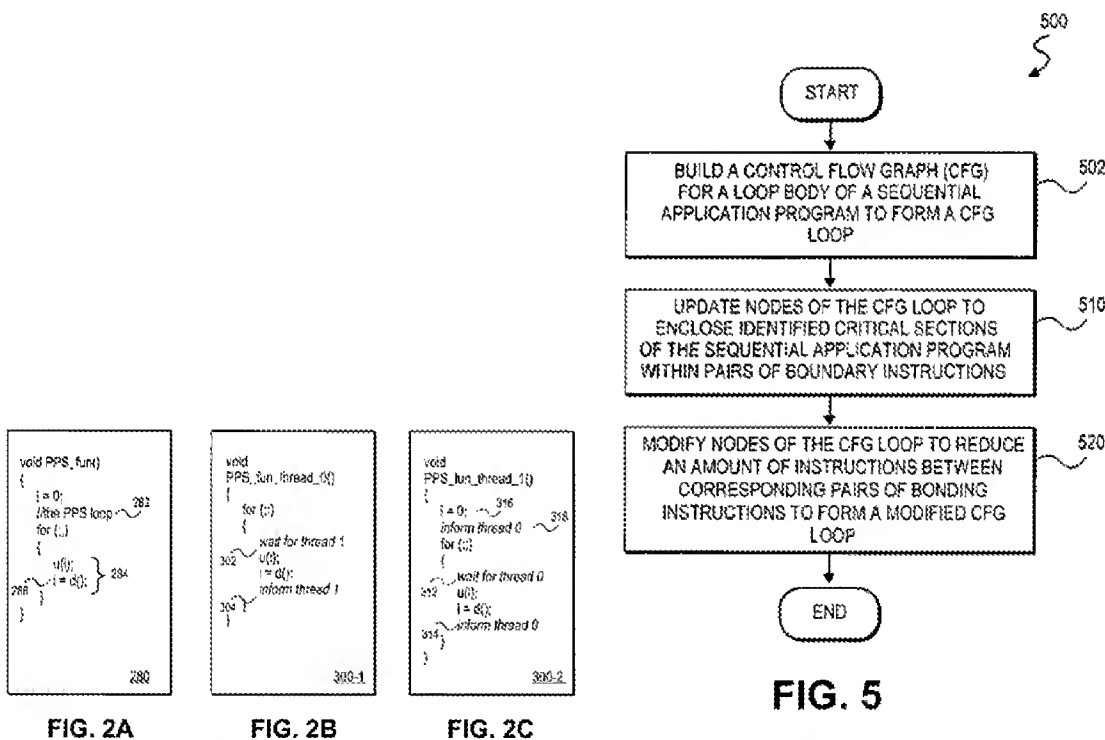 500
START
BUILD A CONTROL FLOW GRAPH (CFG)
FOR A LOOP BODY OF A SEQUENTIAL
APPLICATION PROGRAM TO FORM A CFG
LOOP
502
UPDATE NODES OF THE CFG LOOP TO
ENCLOSE IDENTIFIED CRITICAL SECTIONS
OF THE SEQUENTIAL APPLICATION PROGRAM
WITHIN PAIRS OF BOUNDARY INSTRUCTIONS
510
MODIFY NODES OF THE CFG LOOP TO REDUCE
AN AMOUNT OF INSTRUCTIONS BETWEEN
CORRESPONDING PAIRS OF BONDING
INSTRUCTIONS TO FORM A MODIFIED CFG
LOOP
520
END
FIG. 5
void PPS_fun()
{
i = 0;
//the PPS loop 282
for (;;)
{
u(i);
i = d(); 284
286 }
}
280
FIG. 2A
void
PPS_fun_thread_0()
{
for (;;)
{
302 wait for thread 1
u(i);
i = d();
inform thread 1
304 }
}
300-1
FIG. 2B
void
PPS_fun_thread_1()
{
i = 0; 316
inform thread 0 318
for (;;)
{
312 wait for thread 0
u(i);
i = d();
314 inform thread 0
}
}
300-2
FIG. 2C